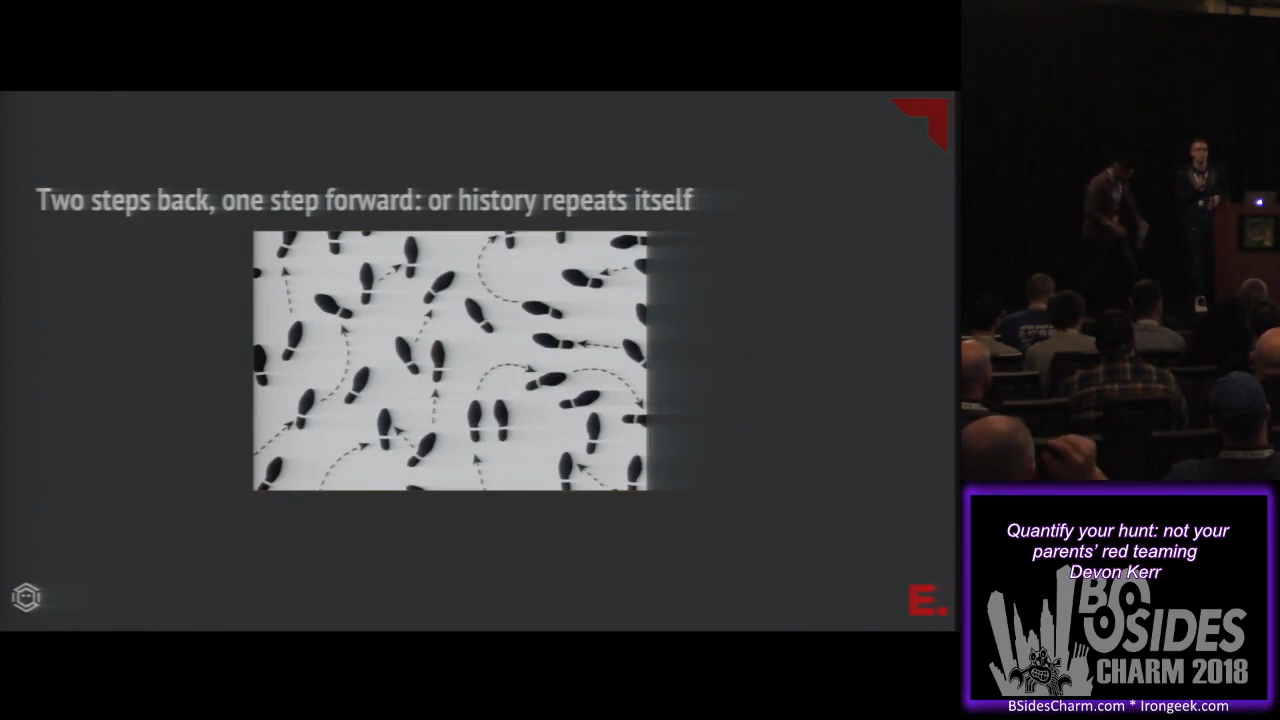 Two steps back, one step forward: or history repeats itself
E.
Quantify your hunt: not your
parents' red teaming
Devon Kerr
BSIDES
CHARM 2018
BSidesCharm.com * Irongeek.com